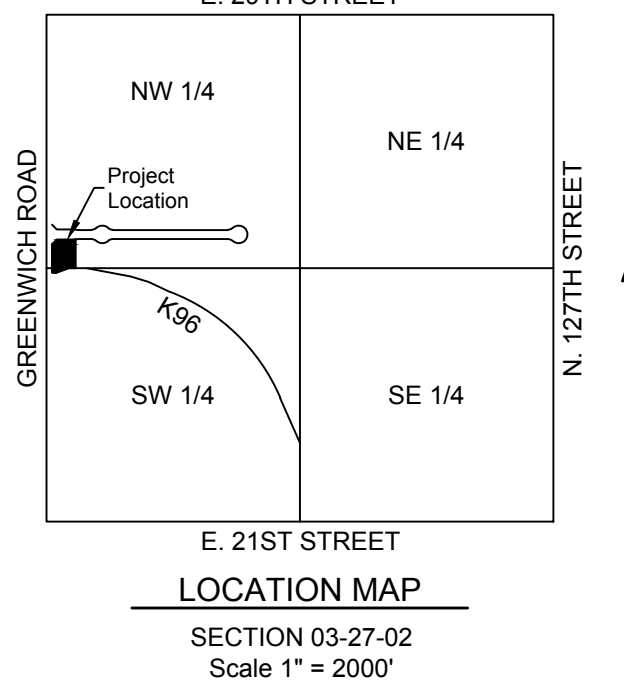 NW 1/4
NE 1/4
Project
Location
GREENWICH ROAD
N. 127TH STREET
K96
SW 1/4
SE 1/4
E. 21ST STREET
LOCATION MAP
SECTION 03-27-02
Scale 1" = 2000'